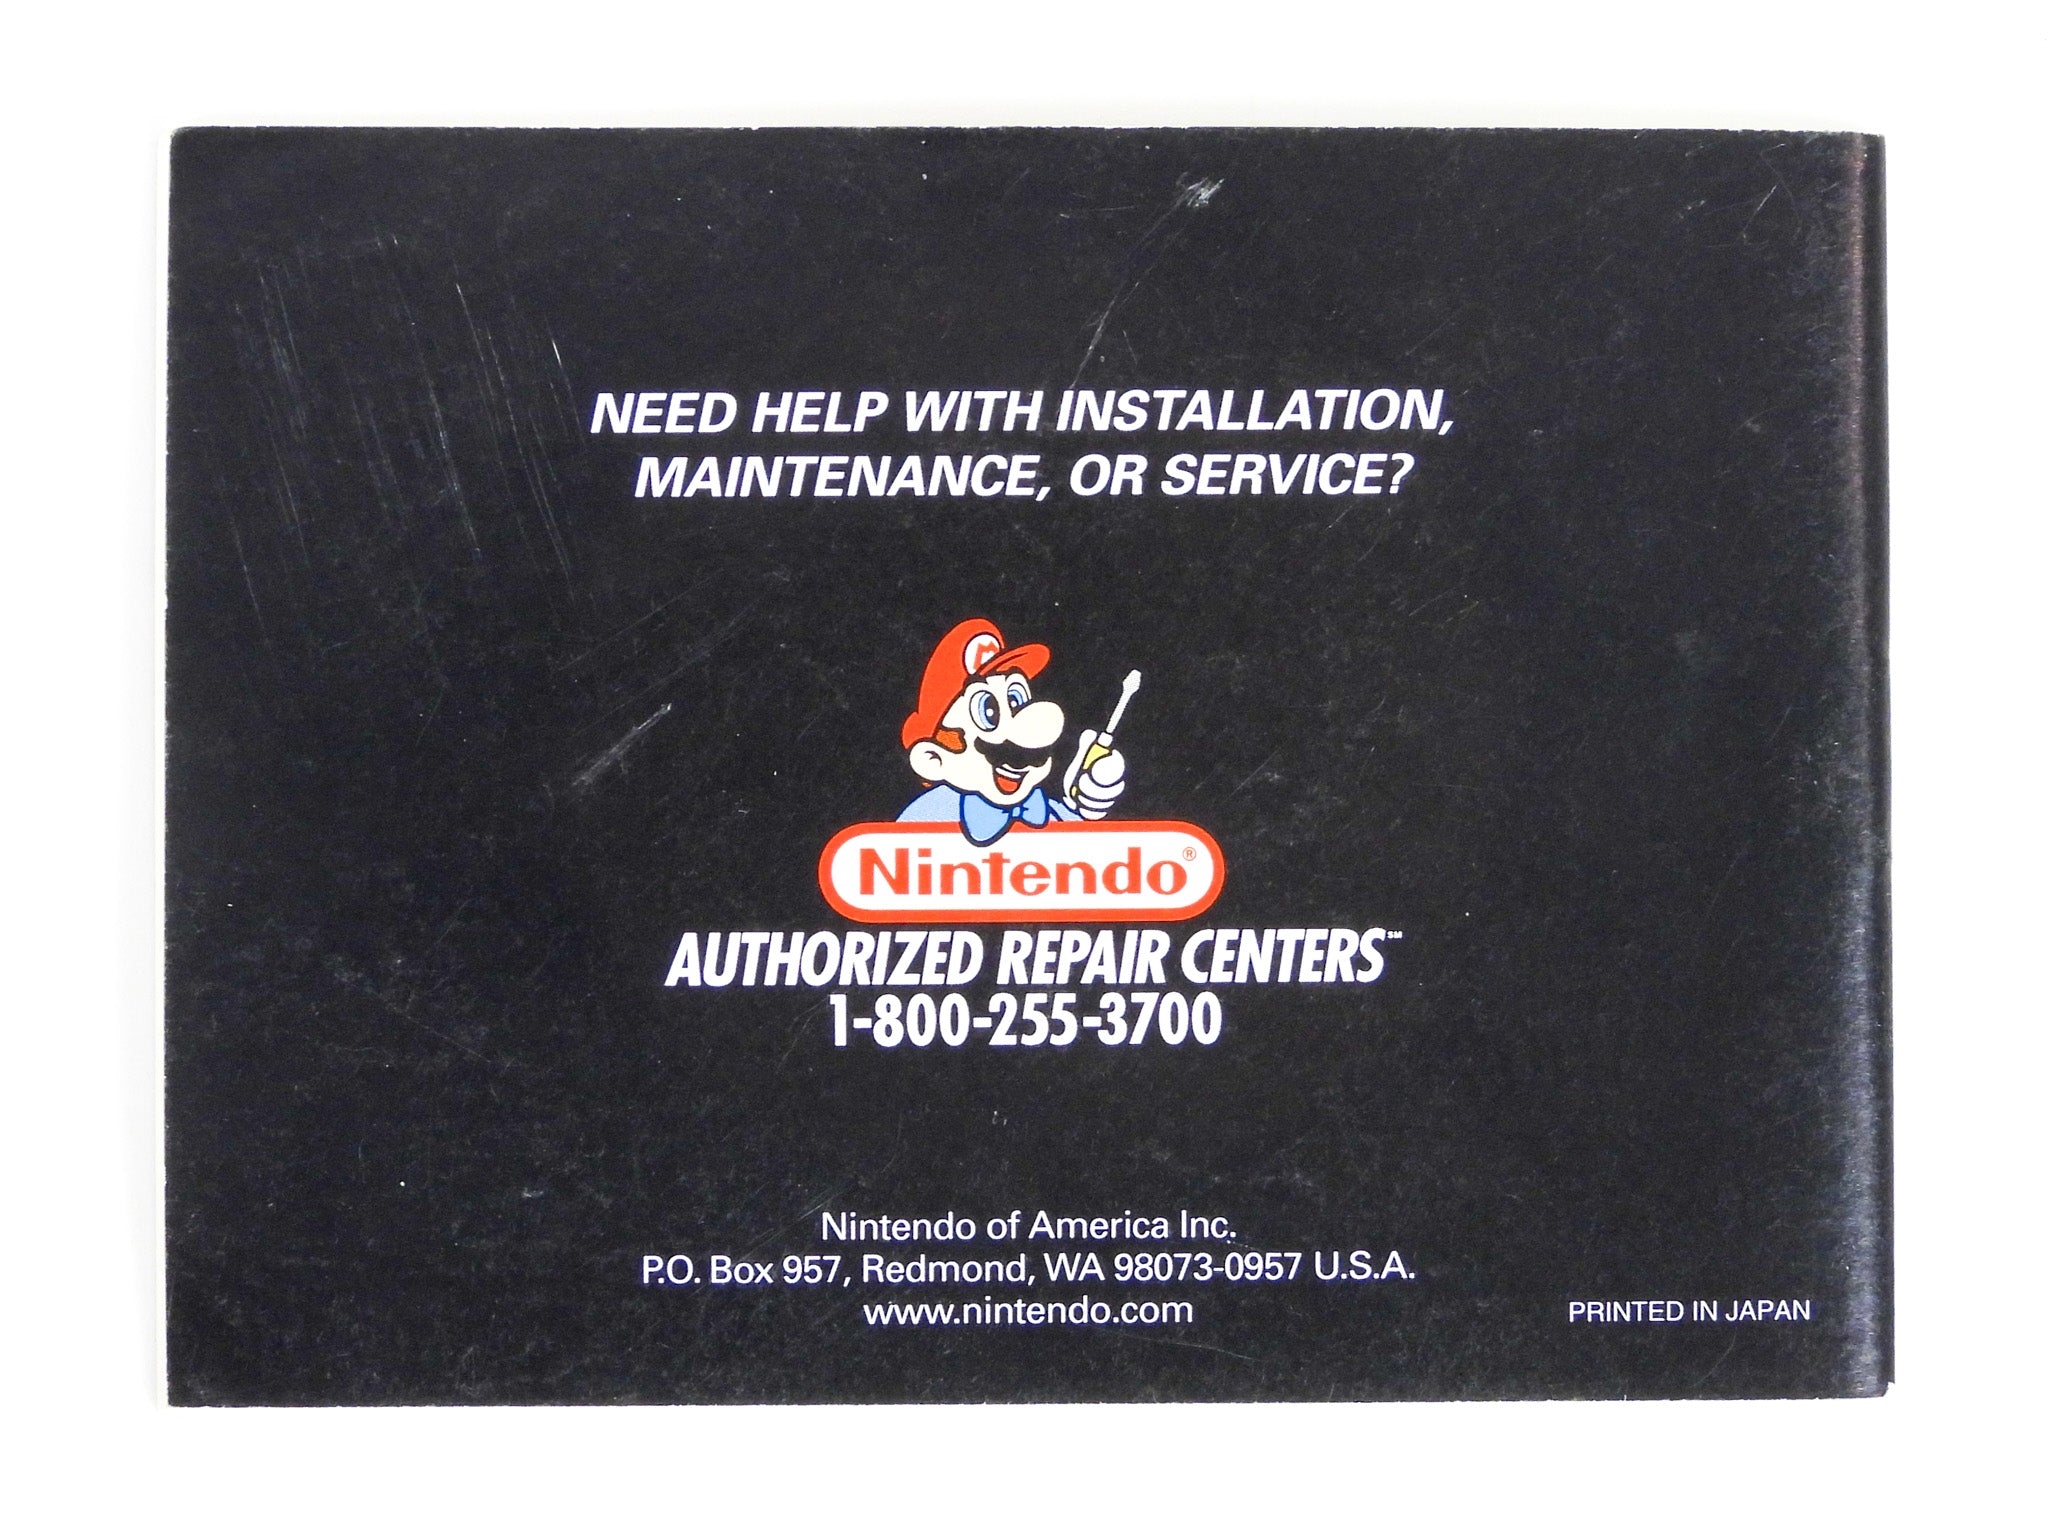 NEED HELP WITH INSTALLATION,
MAINTENANCE, OR SERVICE?
M
Nintendo®
AUTHORIZED REPAIR CENTERS℠
1-800-255-3700
Nintendo of America Inc.
P.O. Box 957, Redmond, WA 98073-0957 U.S.A.
www.nintendo.com
PRINTED IN JAPAN